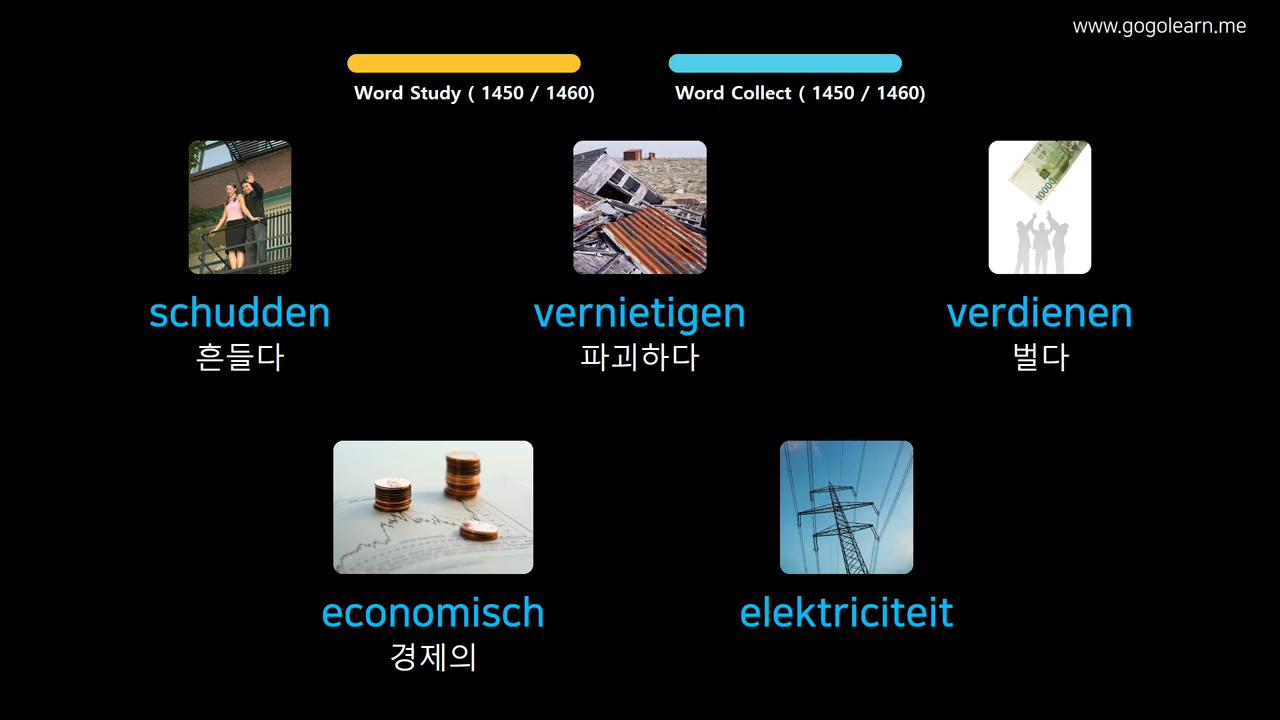 www.gogolearn.me
Word Study ( 1450 / 1460)
Word Collect ( 1450 / 1460)
10000
schudden
흔들다
vernietigen
파괴하다
verdienen
벌다
economisch
경제의
elektriciteit